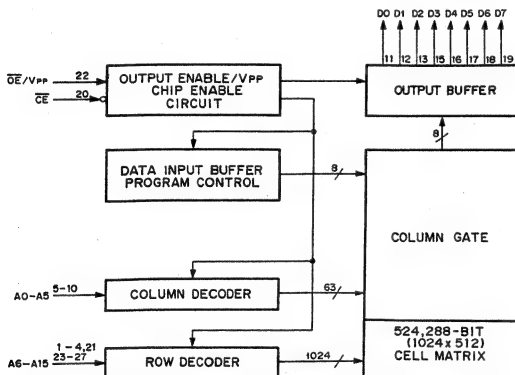 D0 D1 D2 D3 D4 D5 D6 D7
11 12 13 15 16 17 18 19
OE/VPP 22
CE 20
OUTPUT ENABLE/VPP
CHIP ENABLE
CIRCUIT
OUTPUT BUFFER
8
DATA INPUT BUFFER
PROGRAM CONTROL
8
COLUMN GATE
A0-A5 5-10
COLUMN DECODER
63
1-4,21
A6-A15 23-27
ROW DECODER
1024
524,288-BIT
(1024x512)
CELL MATRIX